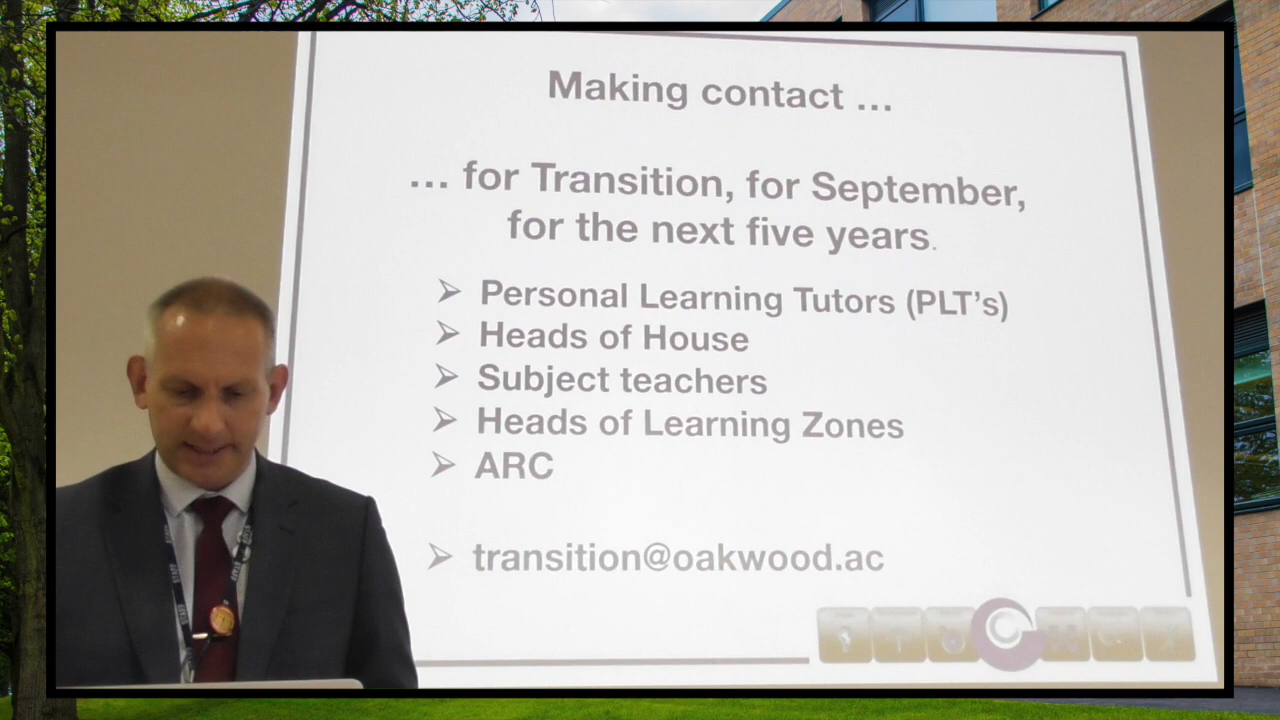 Making contact …
… for Transition, for September,
for the next five years.
➢ Personal Learning Tutors (PLT’s)
➢ Heads of House
➢ Subject teachers
➢ Heads of Learning Zones
➢ ARC
➢ transition@oakwood.ac